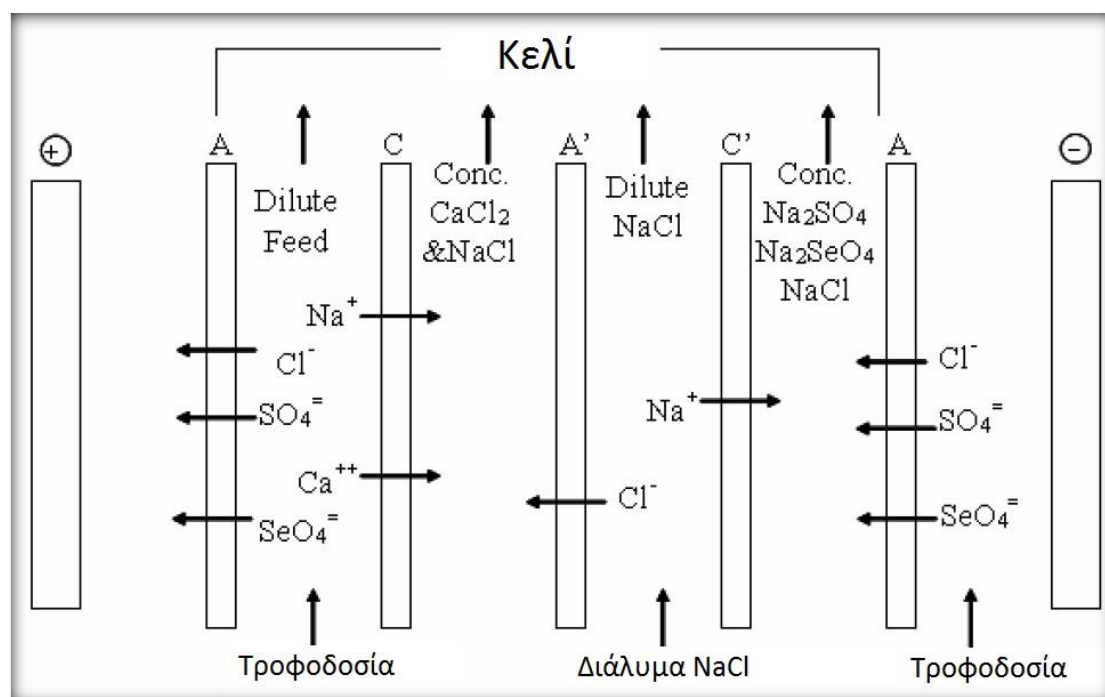 Κελί
⊕
A
C
A’
C’
A
⊖
Dilute
Feed
Conc.
CaCl₂
&NaCl
Dilute
NaCl
Conc.
Na₂SO₄
Na₂SeO₄
NaCl
Na⁺
Cl⁻
SO₄⁼
Ca⁺⁺
SeO₄⁼
Cl⁻
Na⁺
Cl⁻
SO₄⁼
SeO₄⁼
Τροφοδοσία
Διάλυμα NaCl
Τροφοδοσία